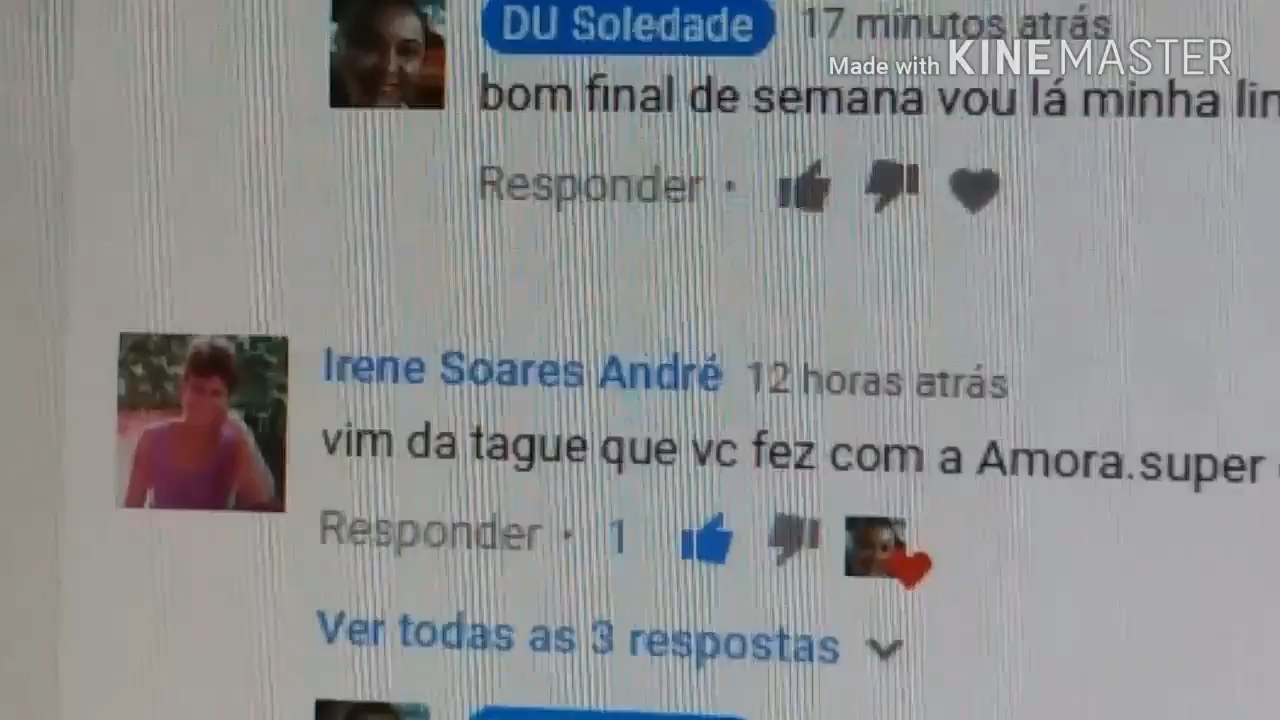 DU Soledade 17 minutos atrás
Made with KINEMASTER
bom final de semana vou lá minha
Responder
Irene Soares André 12 horas atrás
vim da tague que vc fez com a Amora.super
Responder 1
Ver todas as 3 respostas